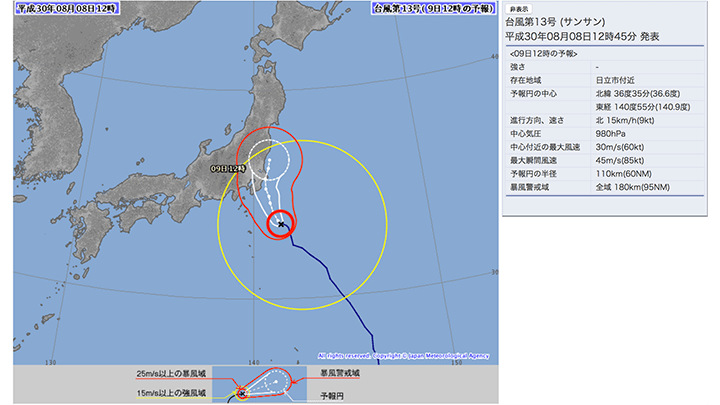 平成30年08月08日12時
台風第13号( 9日12時の予報)
09日12時
All rights reserved. Copyright © Japan Meteorological Agency
30
130
140
150
25m/s以上の暴風域
暴風警戒域
15m/s以上の強風域
予報円
非表示
台風第13号 (サンサン)
平成30年08月08日12時45分 発表
<09日12時の予報>
強さ -
存在地域 日立市付近
予報円の中心 北緯 36度35分(36.6度)
東経 140度55分(140.9度)
進行方向、速さ 北 15km/h(9kt)
中心気圧 980hPa
中心付近の最大風速 30m/s(60kt)
最大瞬間風速 45m/s(85kt)
予報円の半径 110km(60NM)
暴風警戒域 全域 180km(95NM)